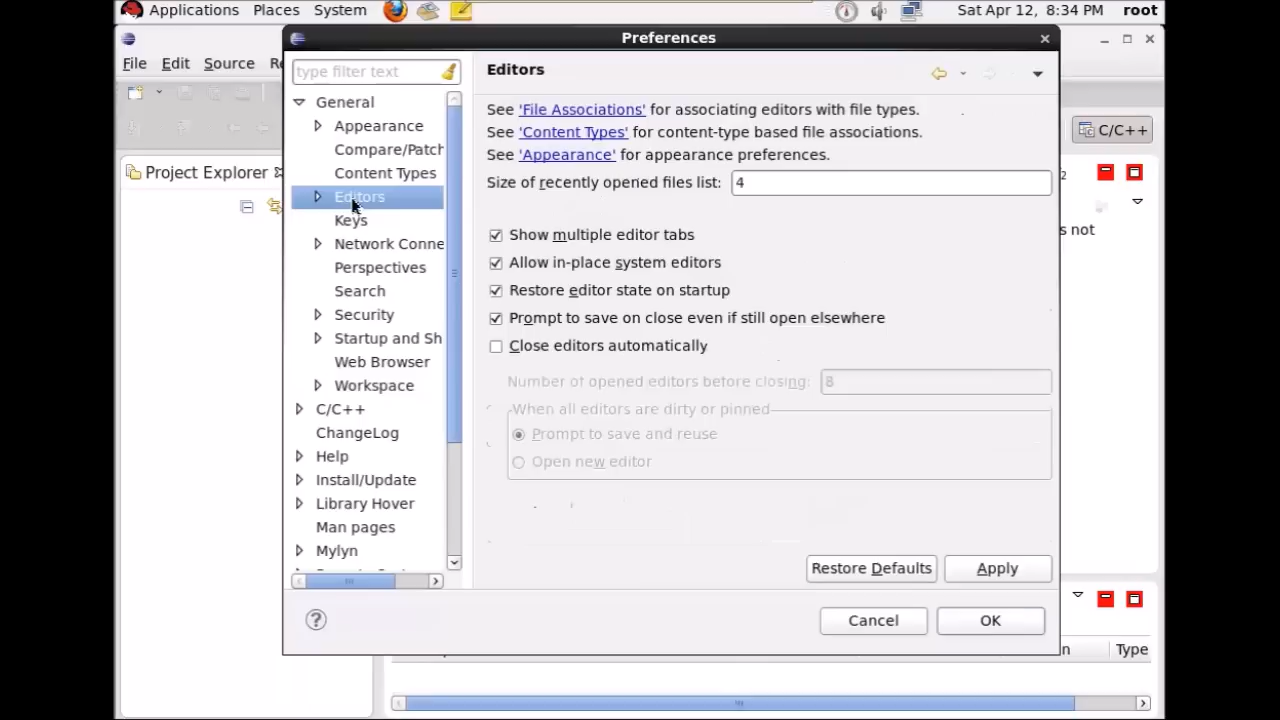 Applications Places System Sat Apr 12, 8:34 PM root
Preferences
File Edit Source
type filter text
Editors
General
Appearance
Compare/Patch
Content Types
Editors
Keys
Network Conne
Perspectives
Search
Security
Startup and Sh
Web Browser
Workspace
C/C++
ChangeLog
Help
Install/Update
Library Hover
Man pages
Mylyn
See 'File Associations' for associating editors with file types.
See 'Content Types' for content-type based file associations.
See 'Appearance' for appearance preferences.
Size of recently opened files list: 4
Show multiple editor tabs
Allow in-place system editors
Restore editor state on startup
Prompt to save on close even if still open elsewhere
Close editors automatically
Number of opened editors before closing: 8
When all editors are dirty or pinned
Prompt to save and reuse
Open new editor
Restore Defaults Apply
Cancel OK
Project Explorer
C/C++
s not
n Type